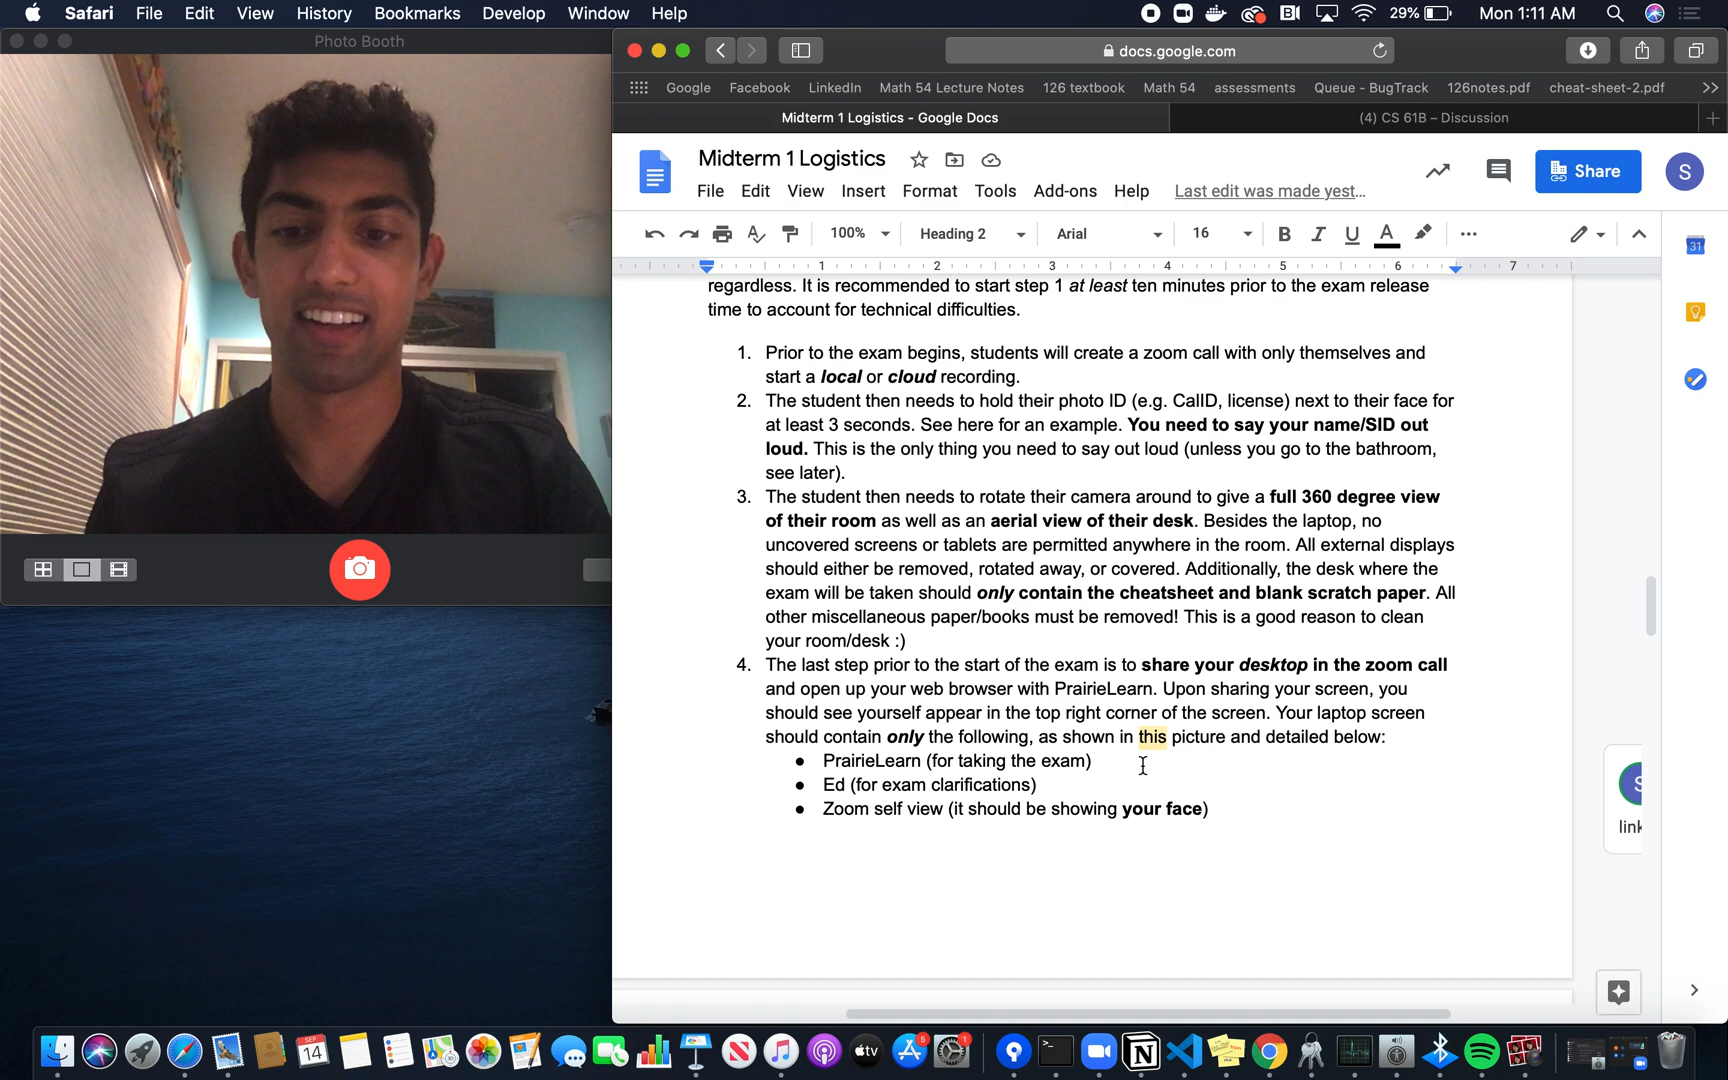 Safari File Edit View History Bookmarks Develop Window Help 29% Mon 1:11 AM
Photo Booth
docs.google.com
Google Facebook LinkedIn Math 54 Lecture Notes 126 textbook Math 54 assessments Queue - BugTrack 126notes.pdf cheat-sheet-2.pdf >>
Midterm 1 Logistics - Google Docs (4) CS 61B – Discussion
Midterm 1 Logistics
Share S
File Edit View Insert Format Tools Add-ons Help Last edit was made yest...
100% Heading 2 Arial 16 B I U A
1 2 3 4 5 6 7
31
regardless. It is recommended to start step 1 at least ten minutes prior to the exam release
time to account for technical difficulties.
1. Prior to the exam begins, students will create a zoom call with only themselves and
start a local or cloud recording.
2. The student then needs to hold their photo ID (e.g. CalID, license) next to their face for
at least 3 seconds. See here for an example. You need to say your name/SID out
loud. This is the only thing you need to say out loud (unless you go to the bathroom,
see later).
3. The student then needs to rotate their camera around to give a full 360 degree view
of their room as well as an aerial view of their desk. Besides the laptop, no
uncovered screens or tablets are permitted anywhere in the room. All external displays
should either be removed, rotated away, or covered. Additionally, the desk where the
exam will be taken should only contain the cheatsheet and blank scratch paper. All
other miscellaneous paper/books must be removed! This is a good reason to clean
your room/desk :)
4. The last step prior to the start of the exam is to share your desktop in the zoom call
and open up your web browser with PrairieLearn. Upon sharing your screen, you
should see yourself appear in the top right corner of the screen. Your laptop screen
should contain only the following, as shown in this picture and detailed below:
● PrairieLearn (for taking the exam)
● Ed (for exam clarifications)
● Zoom self view (it should be showing your face)
S
link
SEP
14
tv
5
1